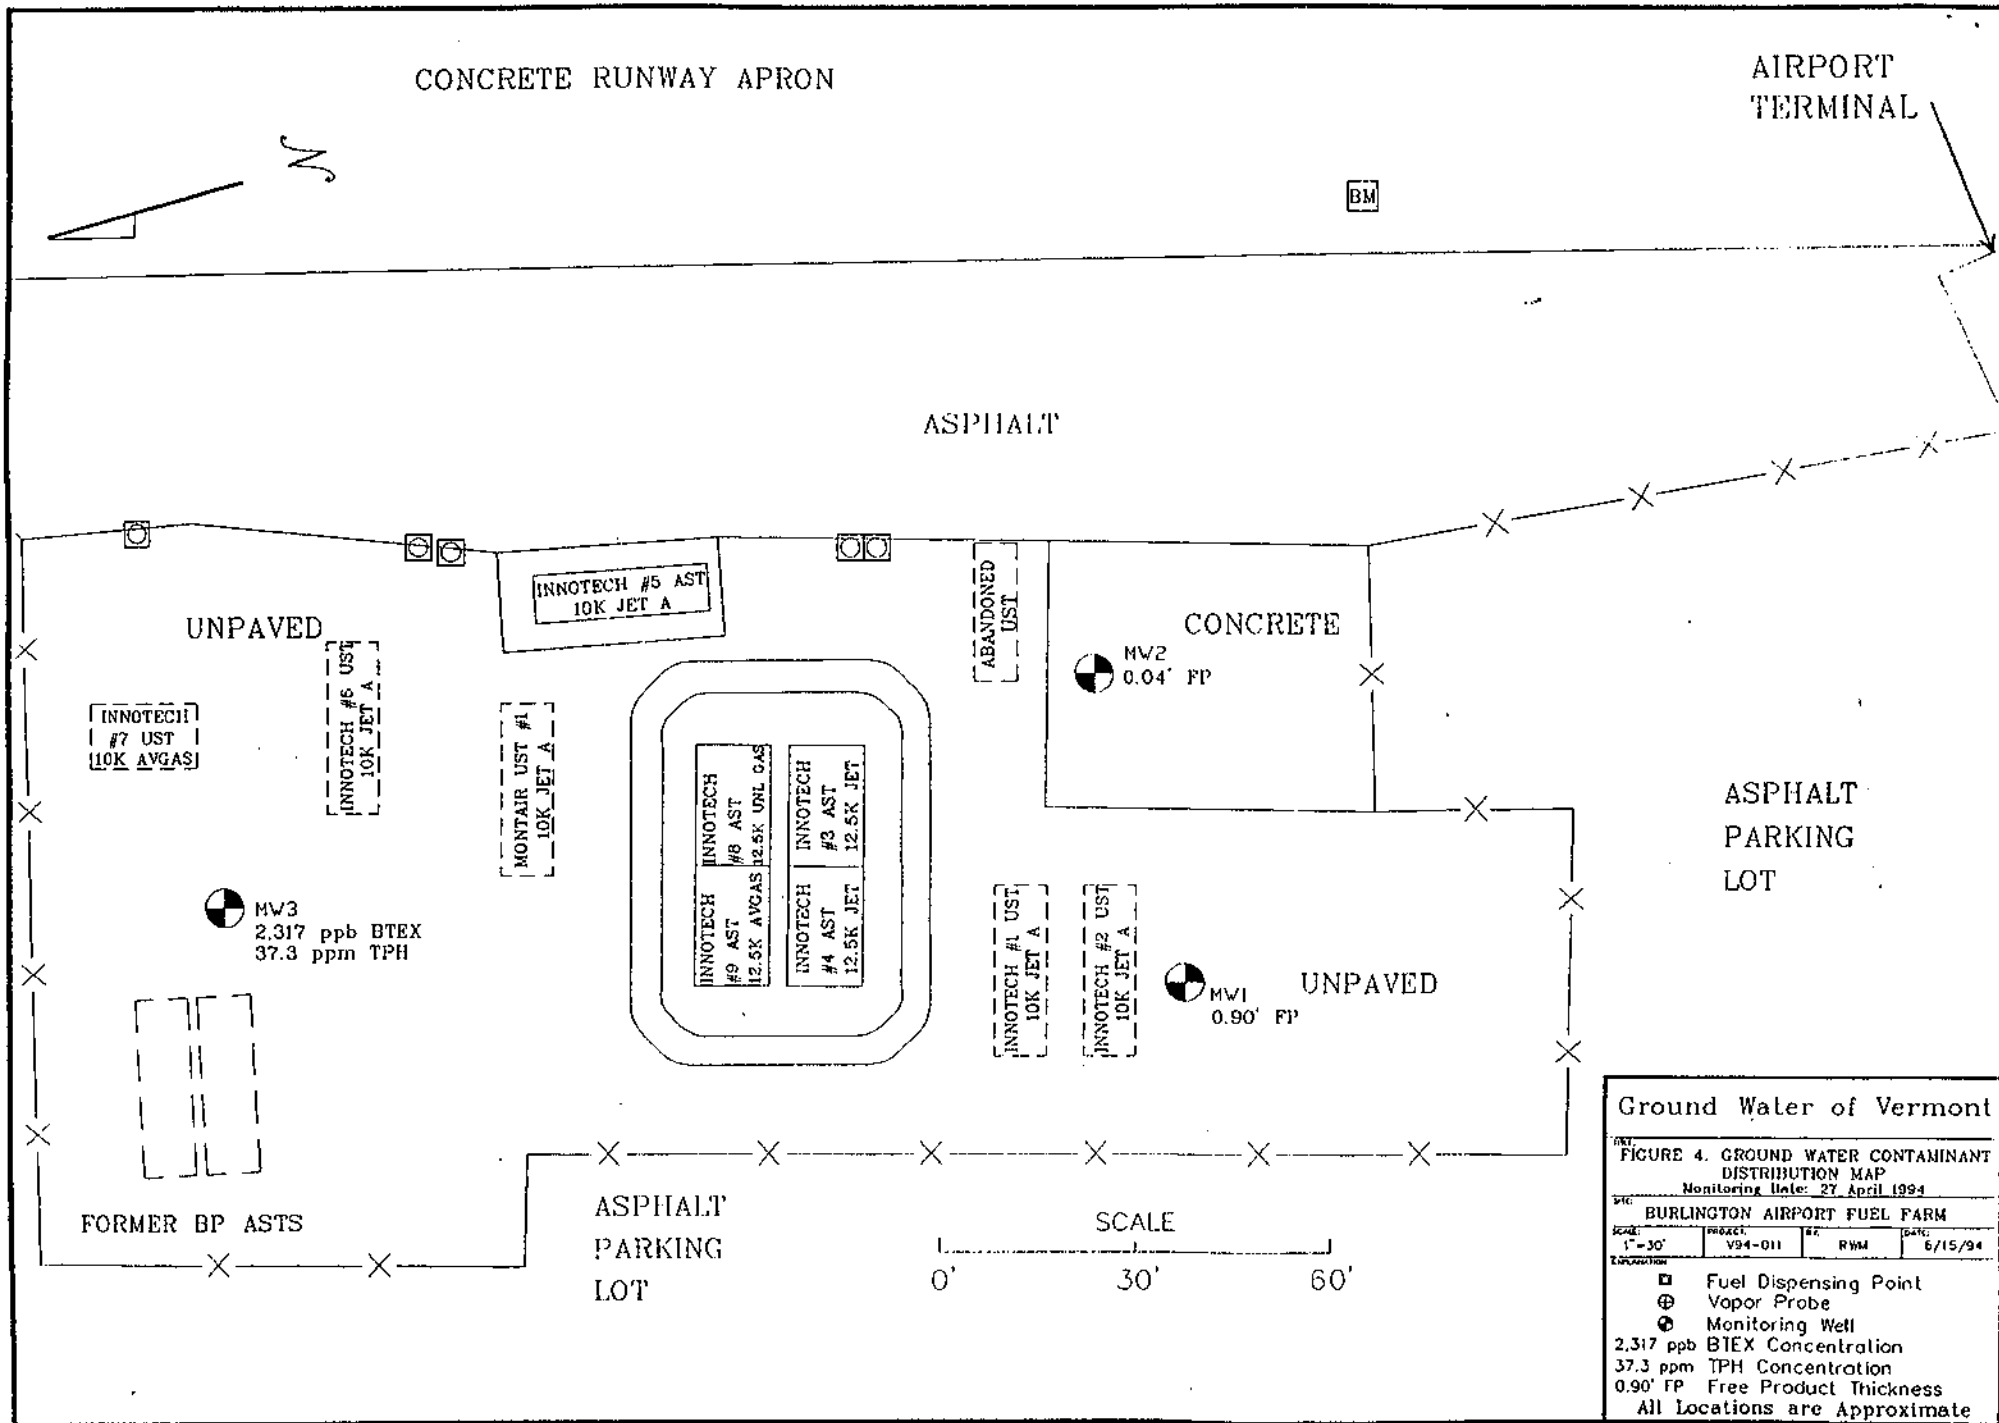 CONCRETE RUNWAY APRON
AIRPORT
TERMINAL
N
BM
ASPHALT
INNOTECH #5 AST
10K JET A
ABANDONED
UST
CONCRETE
UNPAVED
MW2
0.04' FP
INNOTECH #6 UST
10K JET A
INNOTECH
#7 UST
10K AVGAS
MONTAIR UST #1
10K JET A
INNOTECH
#8 AST
12.5K UNL GAS
INNOTECH
#3 AST
12.5K JET
INNOTECH
#9 AST
12.5K AVGAS
INNOTECH
#4 AST
12.5K JET
ASPHALT
PARKING
LOT
MW3
2,317 ppb BTEX
37.3 ppm TPH
INNOTECH #1 UST
10K JET A
INNOTECH #2 UST
10K JET A
UNPAVED
MW1
0.90' FP
FORMER BP ASTS
ASPHALT
PARKING
LOT
SCALE
0' 30' 60'
Ground Water of Vermont
TITLE:
FIGURE 4. GROUND WATER CONTAMINANT
DISTRIBUTION MAP
Monitoring Date: 27 April 1994
SITE:
BURLINGTON AIRPORT FUEL FARM
SCALE: PROJECT: BY: DATE:
1"=30' V94-011 RWM 6/15/94
EXPLANATION
Fuel Dispensing Point
Vapor Probe
Monitoring Well
2,317 ppb BTEX Concentration
37.3 ppm TPH Concentration
0.90' FP Free Product Thickness
All Locations are Approximate